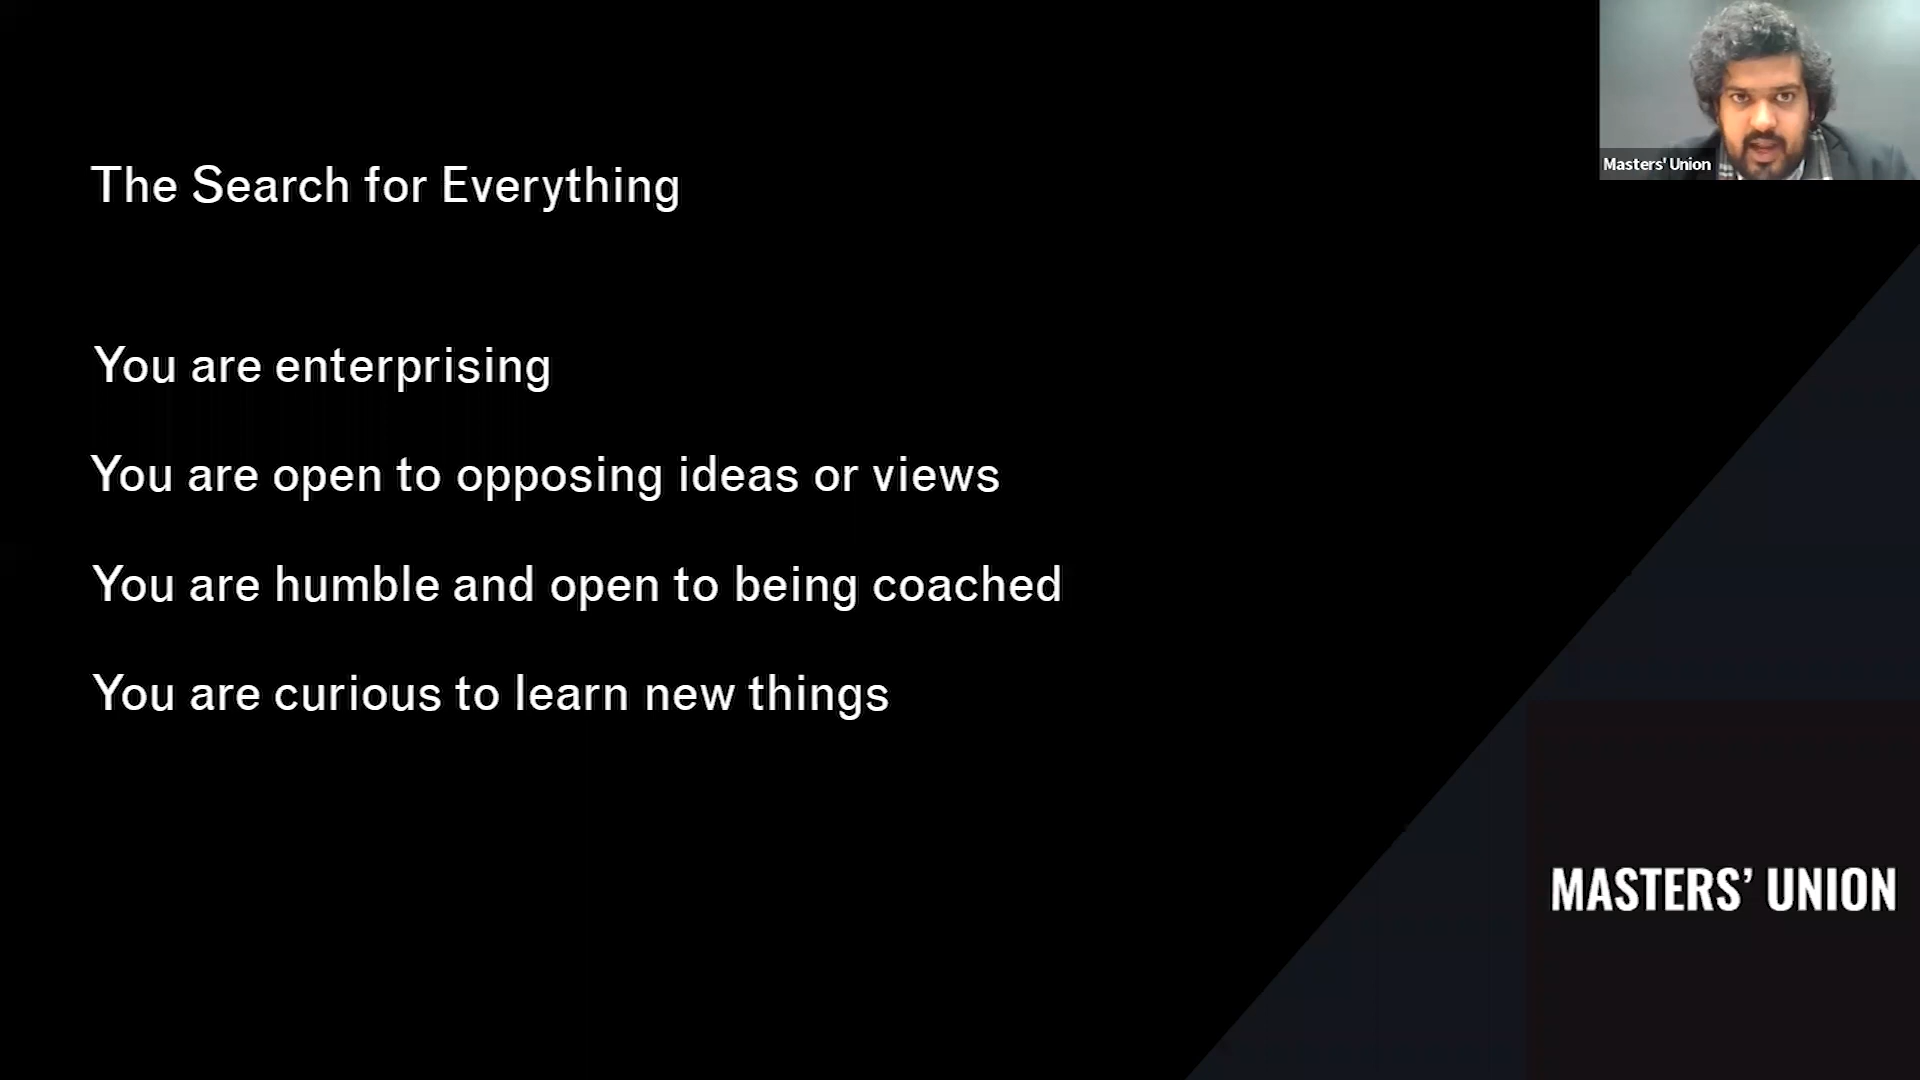 Masters' Union
The Search for Everything
You are enterprising
You are open to opposing ideas or views
You are humble and open to being coached
You are curious to learn new things
MASTERS' UNION